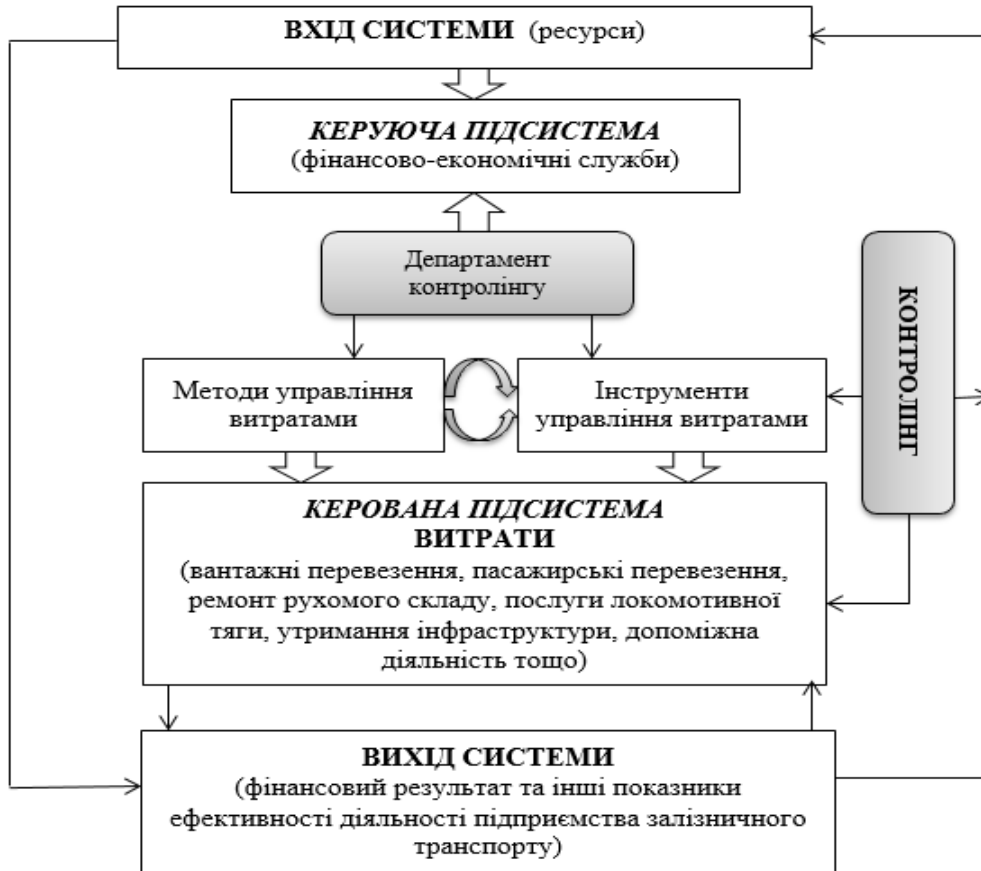 ВХІД СИСТЕМИ (ресурси)
КЕРУЮЧА ПІДСИСТЕМА
(фінансово-економічні служби)
Департамент
контролінгу
КОНТРОЛІНГ
Методи управління
витратами
Інструменти
управління витратами
КЕРОВАНА ПІДСИСТЕМА
ВИТРАТИ
(вантажні перевезення, пасажирські перевезення,
ремонт рухомого складу, послуги локомотивної
тяги, утримання інфраструктури, допоміжна
діяльність тощо)
ВИХІД СИСТЕМИ
(фінансовий результат та інші показники
ефективності діяльності підприємства залізничного
транспорту)